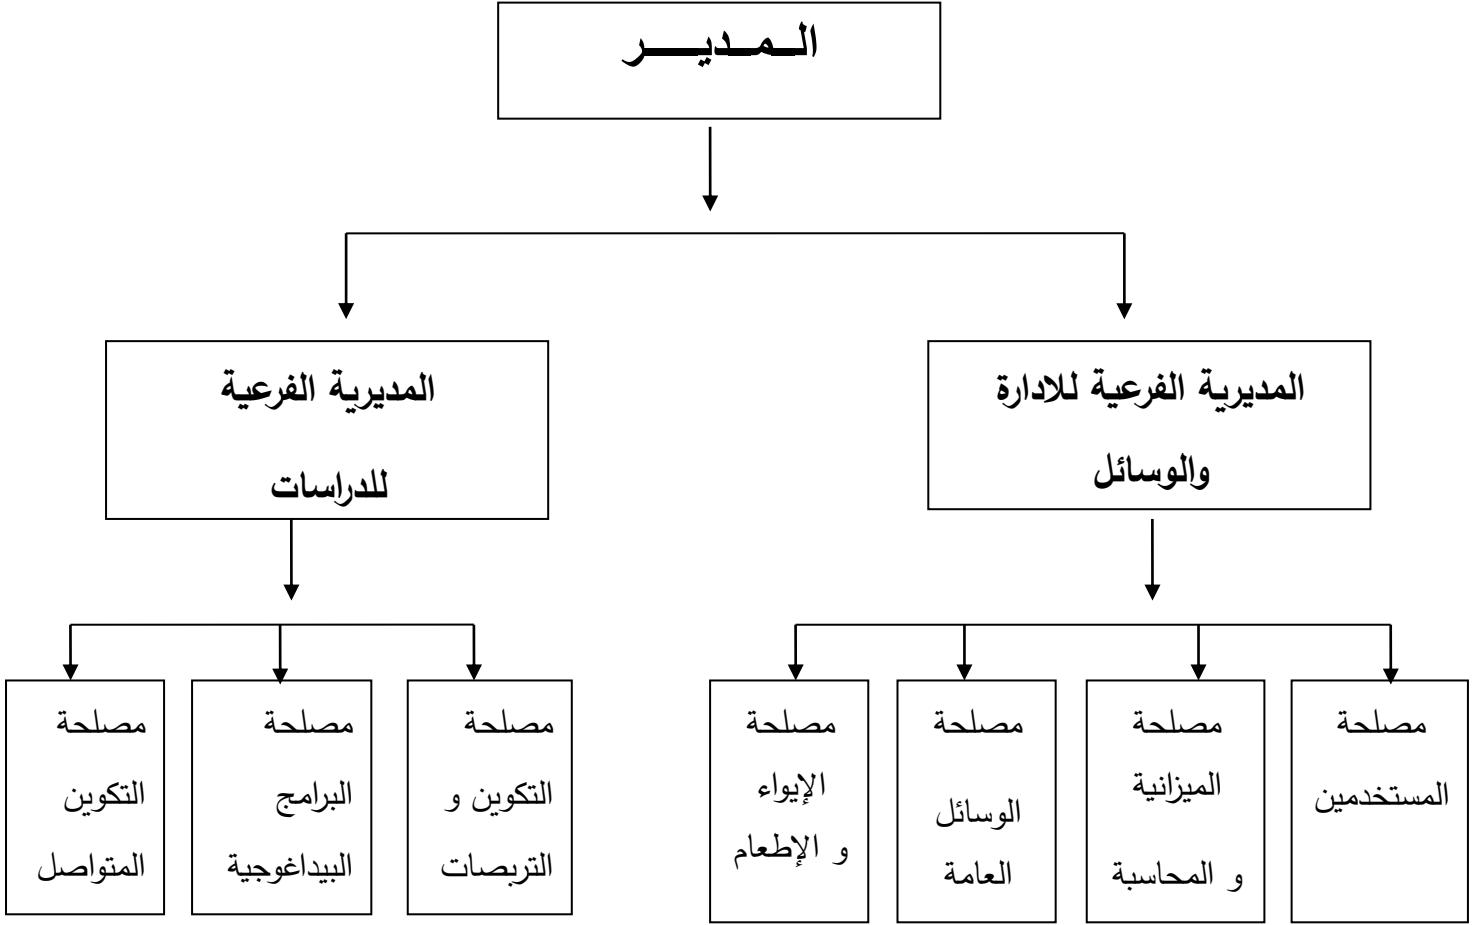 الـــمـــديـــــر
المديرية الفرعية للادارة
والوسائل
المديرية الفرعية
للدراسات
مصلحة
المستخدمين
مصلحة
الميزانية
و المحاسبة
مصلحة
الوسائل
العامة
مصلحة
الإيواء
و الإطعام
مصلحة
التكوين و
التربصات
مصلحة
البرامج
البيداغوجية
مصلحة
التكوين
المتواصل